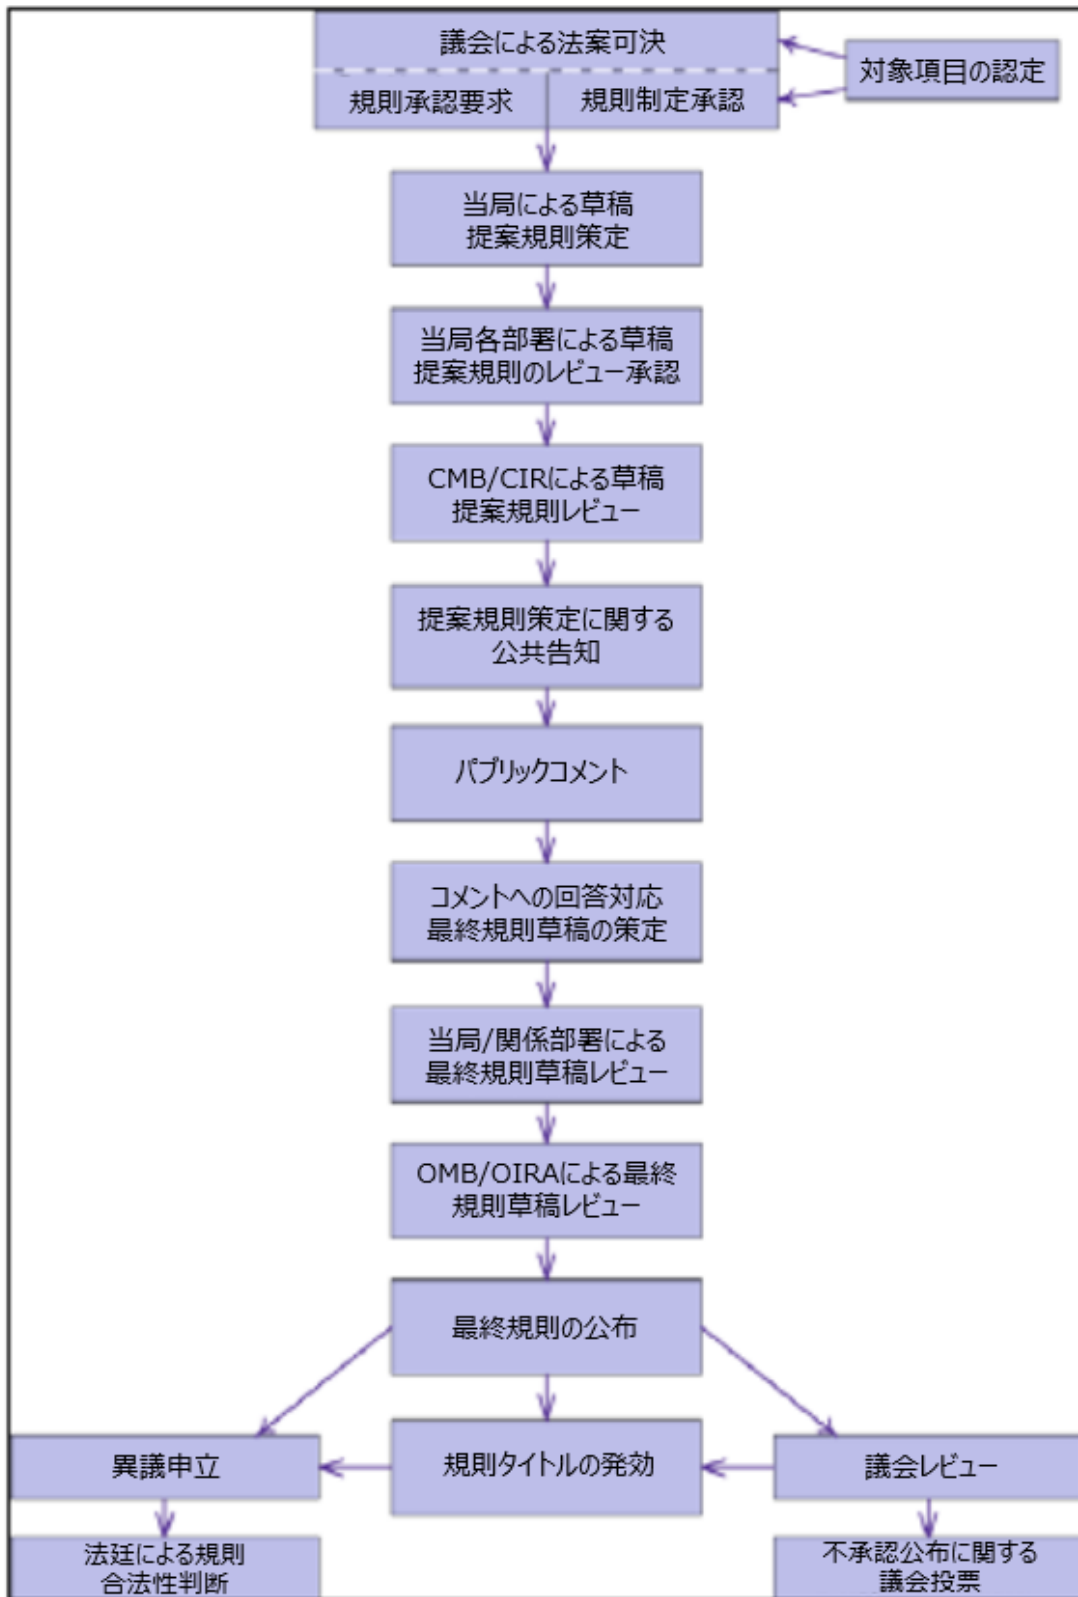 議会による法案可決
対象項目の認定
規則承認要求
規則制定承認
当局による草稿
提案規則策定
当局各部署による草稿
提案規則のレビュー承認
CMB/CIRによる草稿
提案規則レビュー
提案規則策定に関する
公共告知
パブリックコメント
コメントへの回答対応
最終規則草稿の策定
当局/関係部署による
最終規則草稿レビュー
OMB/OIRAによる最終
規則草稿レビュー
最終規則の公布
異議申立
規則タイトルの発効
議会レビュー
法廷による規則
合法性判断
不承認公布に関する
議会投票